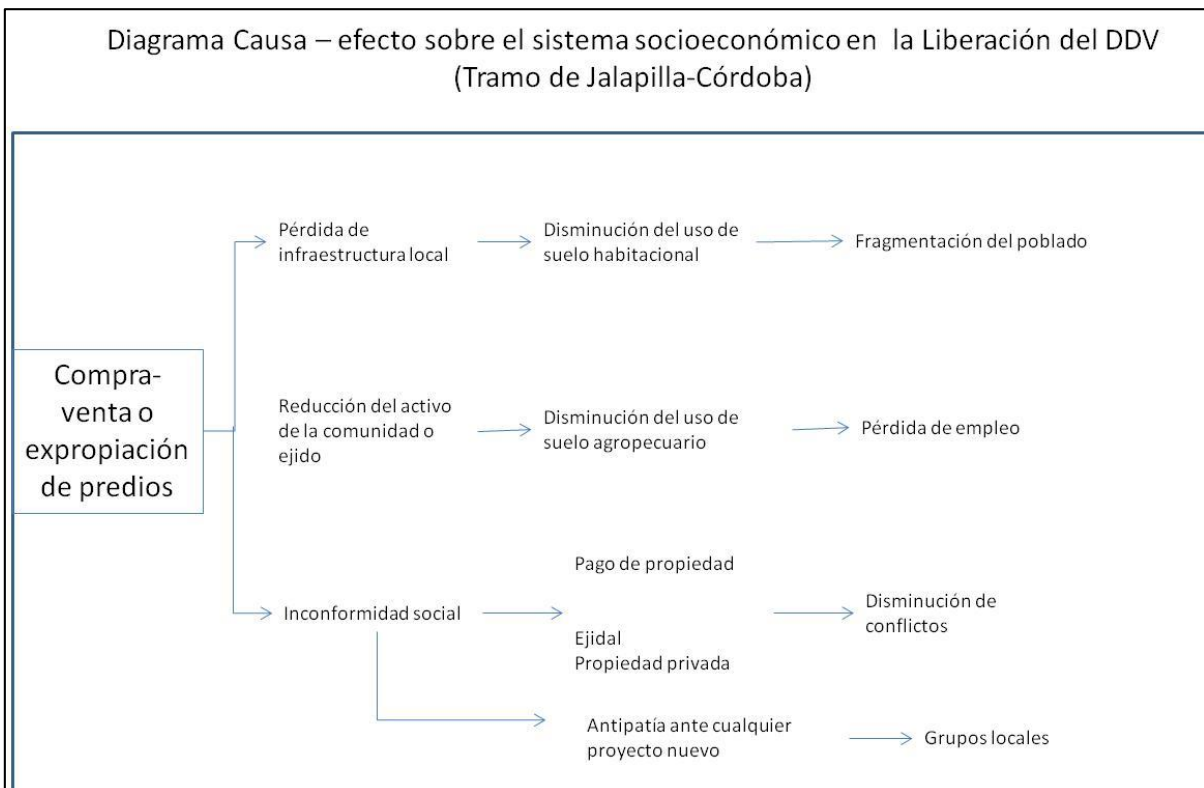 Diagrama Causa – efecto sobre el sistema socioeconómico en la Liberación del DDV
(Tramo de Jalapilla-Córdoba)
Compra-
venta o
expropiación
de predios
Pérdida de
infraestructura local
Disminución del uso de
suelo habitacional
Fragmentación del poblado
Reducción del activo
de la comunidad o
ejido
Disminución del uso de
suelo agropecuario
Pérdida de empleo
Inconformidad social
Pago de propiedad
Ejidal
Propiedad privada
Disminución de
conflictos
Antipatía ante cualquier
proyecto nuevo
Grupos locales